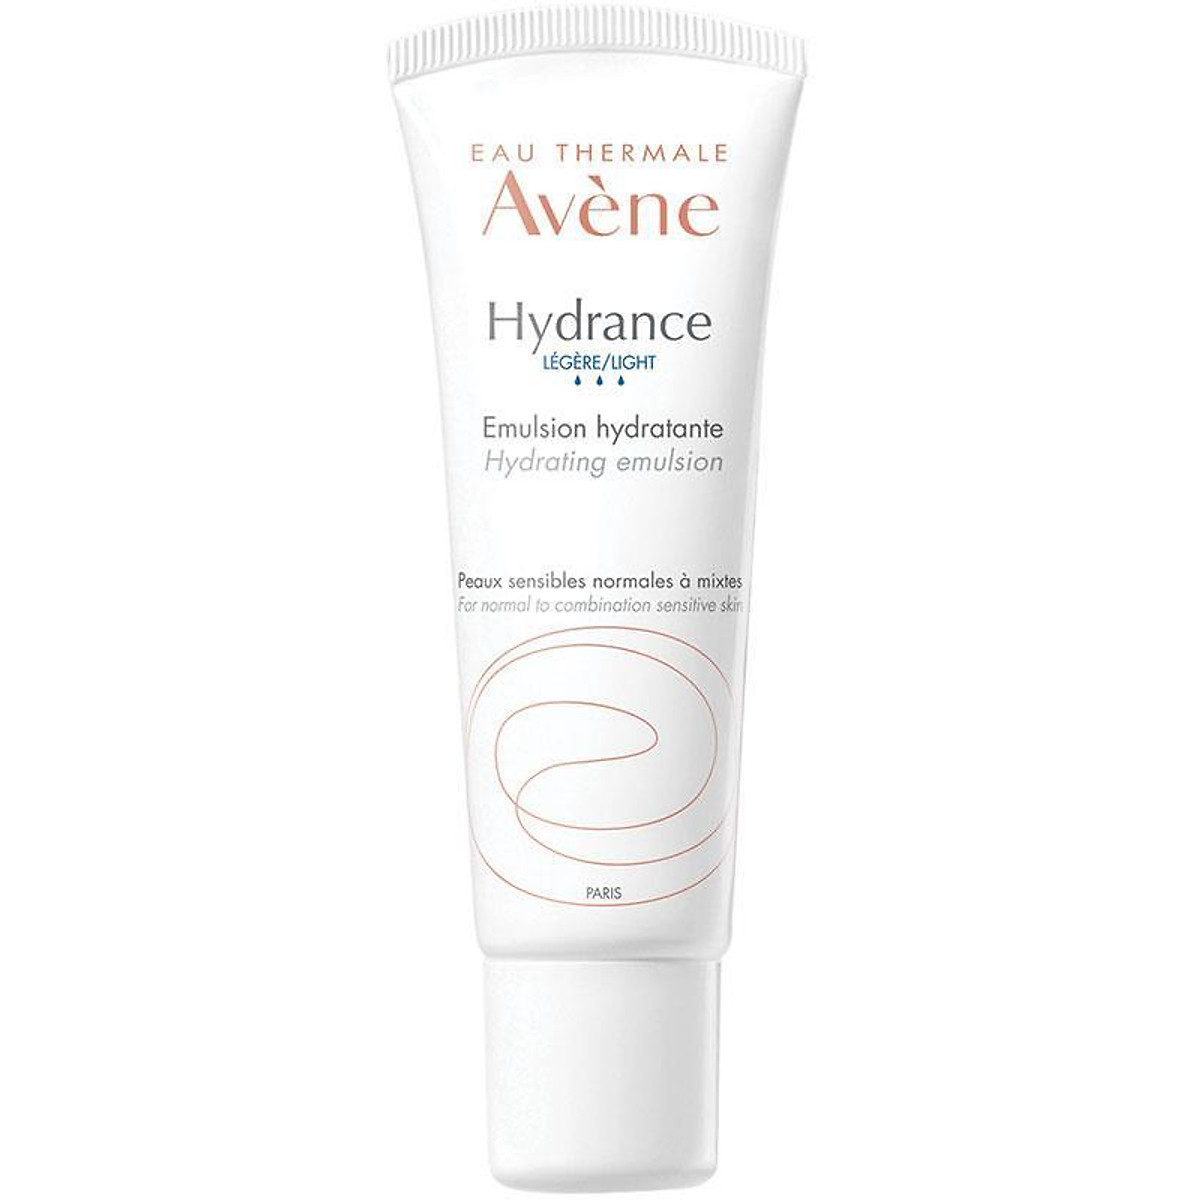 EAU THERMALE
Avène
Hydrance
LÉGÈRE/LIGHT
Emulsion hydratante
Hydrating emulsion
Peaux sensibles normales à mixtes
For normal to combination sensitive skin
PARIS